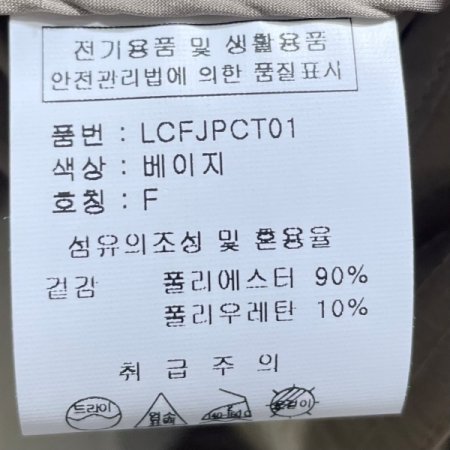 전기용품 및 생활용품
안전관리법에 의한 품질표시
품번 : LCFJPCT01
색상 : 베이지
호칭 : F
섬유의조성 및 혼용율
겉감 폴리에스터 90%
폴리우레탄 10%
취 급 주 의
드라이